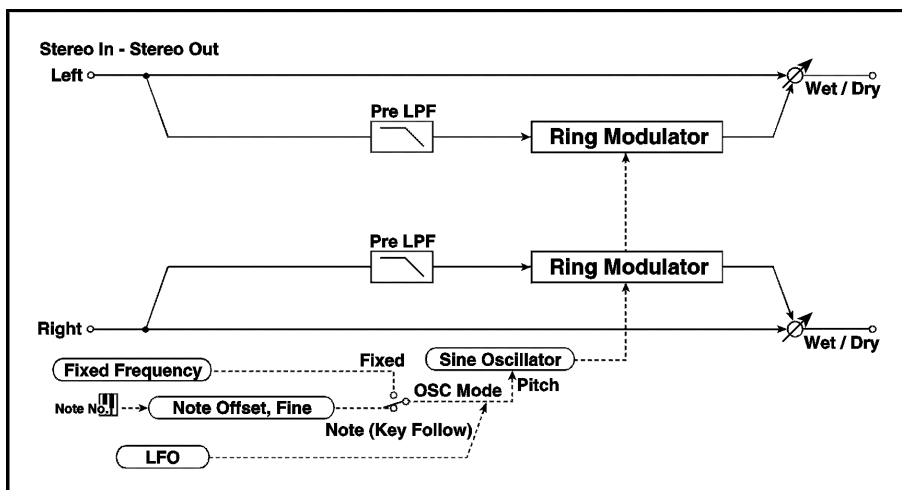 Stereo In - Stereo Out
Left
Wet / Dry
Pre LPF
Ring Modulator
Pre LPF
Ring Modulator
Right
Wet / Dry
Fixed Frequency
Fixed
Sine Oscillator
OSC Mode
Pitch
Note No.
Note Offset, Fine
Note (Key Follow)
LFO